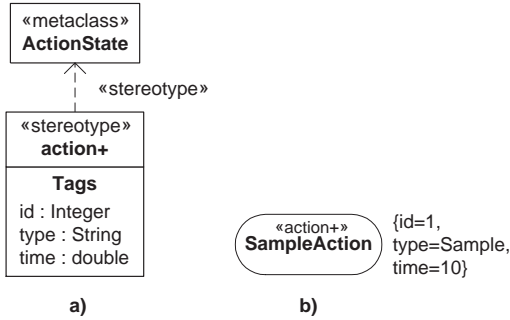 «metaclass»
ActionState
«stereotype»
«stereotype»
action+
Tags
id : Integer
type : String
time : double
a)
«action+»
SampleAction
{id=1,
type=Sample,
time=10}
b)